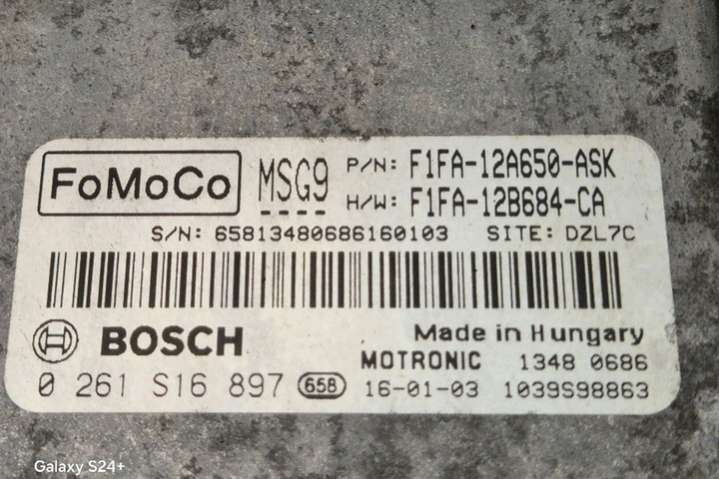 FoMoCo MSG9 P/N: F1FA-12A650-ASK
H/W: F1FA-12B684-CA
S/N: 65813480686160103 SITE: DZL7C
BOSCH Made in Hungary
MOTRONIC 1348 0686
0 261 S16 897 658 16-01-03 1039S98863
Galaxy S24+